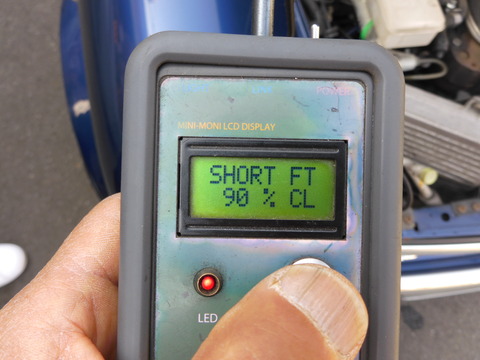 POWER
MINI-MONI LCD DISPLAY
SHORT FT
90 % CL
LED